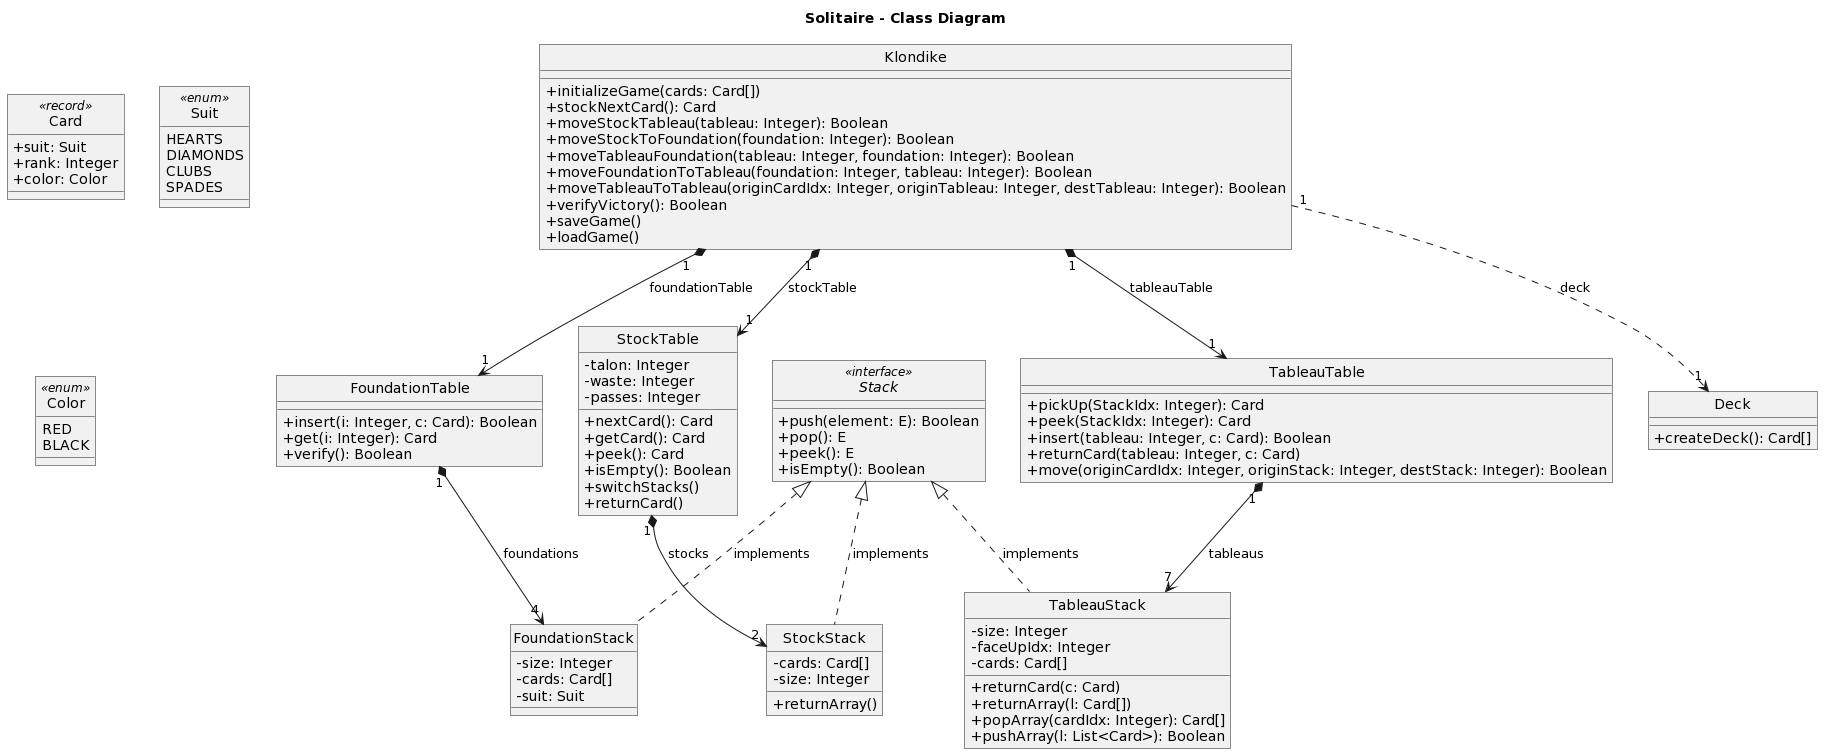 Solitaire - Class Diagram
Klondike
+initializeGame(cards: Card[])
+stockNextCard(): Card
+moveStockTableau(tableau: Integer): Boolean
+moveStockToFoundation(foundation: Integer): Boolean
+moveTableauFoundation(tableau: Integer, foundation: Integer): Boolean
+moveFoundationToTableau(foundation: Integer, tableau: Integer): Boolean
+moveTableauToTableau(originCardIdx: Integer, originTableau: Integer, destTableau: Integer): Boolean
+verifyVictory(): Boolean
+saveGame()
+loadGame()
«record»
Card
+suit: Suit
+rank: Integer
+color: Color
«enum»
Suit
HEARTS
DIAMONDS
CLUBS
SPADES
1
1
1
1
foundationTable
stockTable
tableauTable
deck
1
1
1
1
«enum»
Color
RED
BLACK
FoundationTable
+insert(i: Integer, c: Card): Boolean
+get(i: Integer): Card
+verify(): Boolean
StockTable
-talon: Integer
-waste: Integer
-passes: Integer
+nextCard(): Card
+getCard(): Card
+peek(): Card
+isEmpty(): Boolean
+switchStacks()
+returnCard()
«interface»
Stack
+push(element: E): Boolean
+pop(): E
+peek(): E
+isEmpty(): Boolean
TableauTable
+pickUp(StackIdx: Integer): Card
+peek(StackIdx: Integer): Card
+insert(tableau: Integer, c: Card): Boolean
+returnCard(tableau: Integer, c: Card)
+move(originCardIdx: Integer, originStack: Integer, destStack: Integer): Boolean
Deck
+createDeck(): Card[]
1
1
1
foundations
stocks
implements
implements
implements
tableaus
4
2
7
FoundationStack
-size: Integer
-cards: Card[]
-suit: Suit
StockStack
-cards: Card[]
-size: Integer
+returnArray()
TableauStack
-size: Integer
-faceUpIdx: Integer
-cards: Card[]
+returnCard(c: Card)
+returnArray(l: Card[])
+popArray(cardIdx: Integer): Card[]
+pushArray(l: List<Card>): Boolean